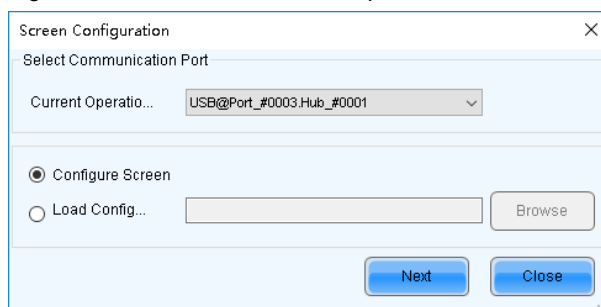 Screen Configuration
Select Communication Port
Current Operatio... USB@Port_#0003.Hub_#0001
Configure Screen
Load Config... Browse
Next Close